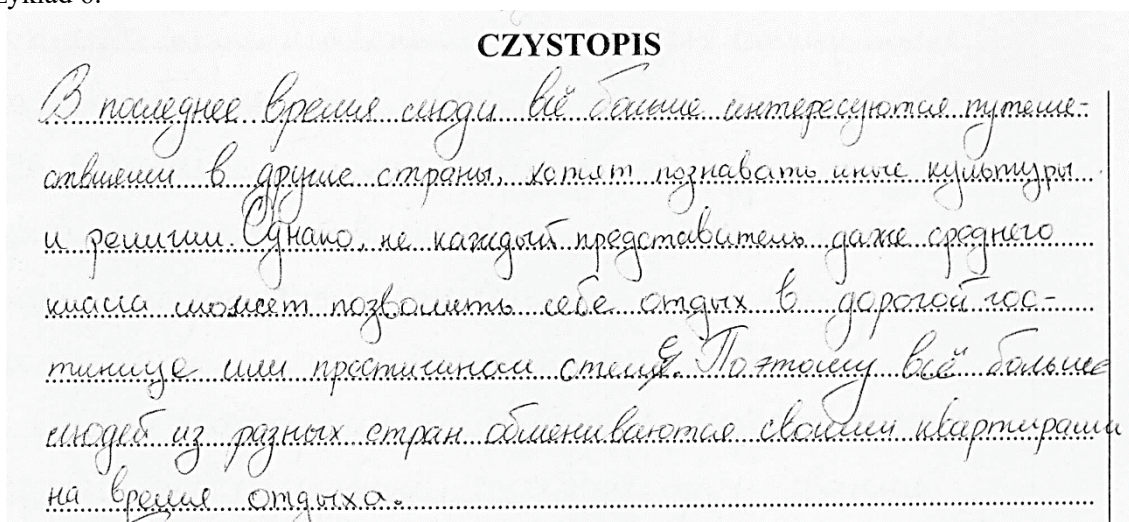 CZYSTOPIS
В последнее время люди всё больше интересуются путеше-
ствием в другие страны, хотят познавать иные культуры
и религии. Однако, не каждый представитель даже среднего
класса может позволить себе отдых в дорогой гос-
тинице или престижном отеле. Поэтому всё больше
людей из разных стран обмениваются своими квартирами
на время отдыха.